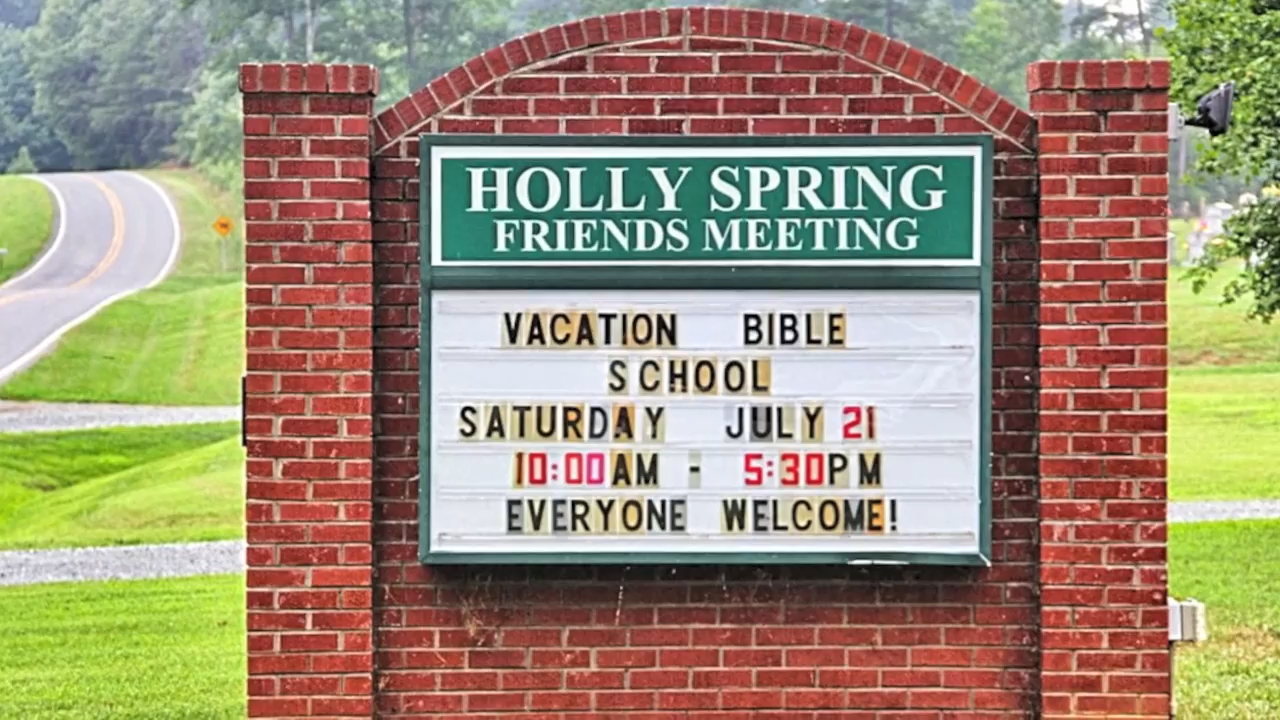 HOLLY SPRING
FRIENDS MEETING
VACATION BIBLE
SCHOOL
SATURDAY JULY 21
10:00AM - 5:30PM
EVERYONE WELCOME!